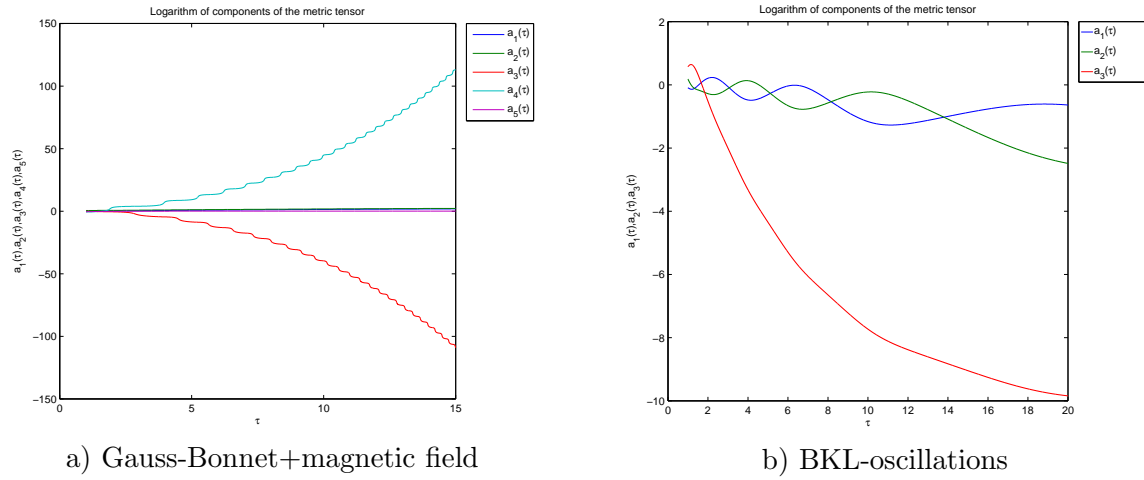 Logarithm of components of the metric tensor
150
100
50
0
−50
−100
−150
0
5
10
15
τ
a₁(τ),a₂(τ),a₃(τ),a₄(τ),a₅(τ)
a₁(τ)
a₂(τ)
a₃(τ)
a₄(τ)
a₅(τ)
a) Gauss-Bonnet+magnetic field
Logarithm of components of the metric tensor
2
0
−2
−4
−6
−8
−10
0
2
4
6
8
10
12
14
16
18
20
τ
a₁(τ),a₂(τ),a₃(τ)
a₁(τ)
a₂(τ)
a₃(τ)
b) BKL-oscillations